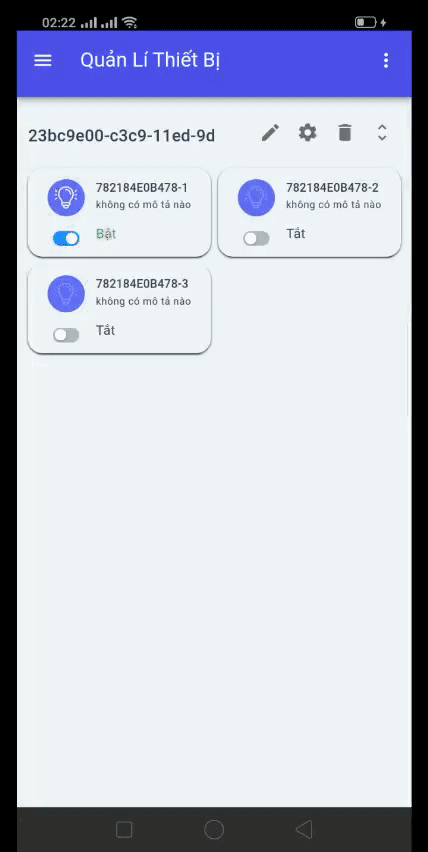 02:22
Quản Lí Thiết Bị
23bc9e00-c3c9-11ed-9d
782184E0B478-1
không có mô tả nào
Bật
782184E0B478-2
không có mô tả nào
Tắt
782184E0B478-3
không có mô tả nào
Tắt